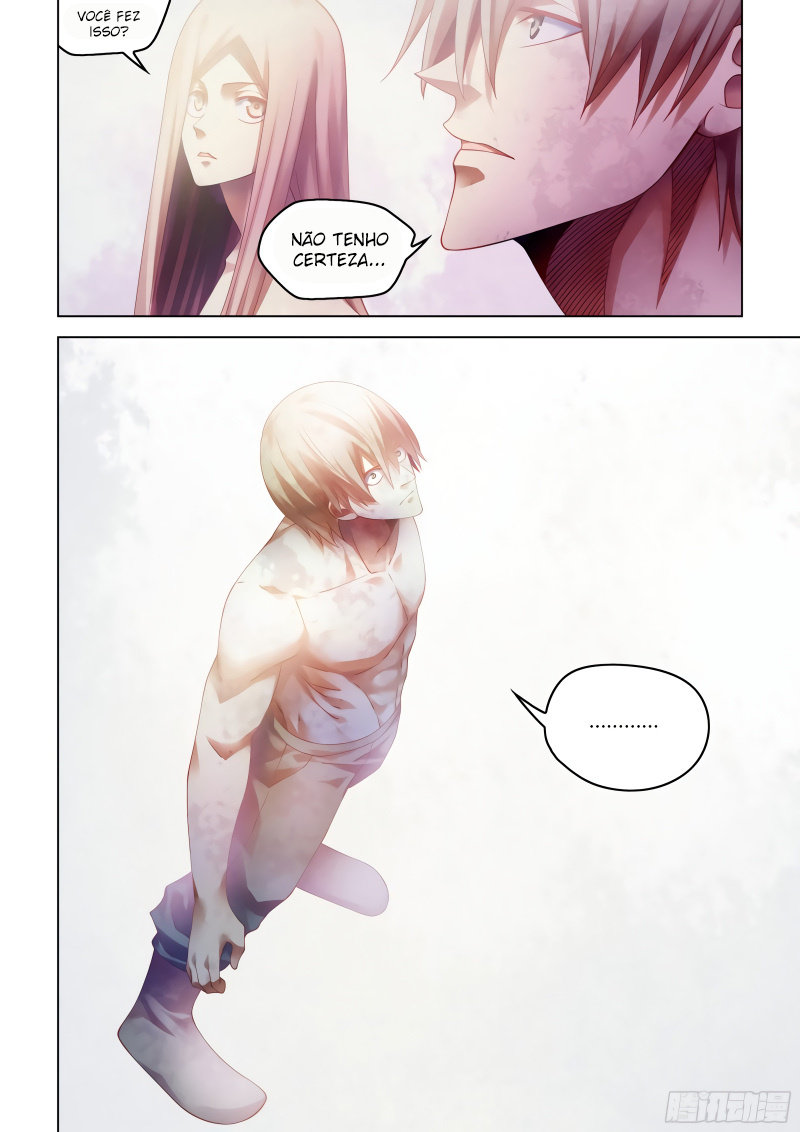 VOCÊ FEZ
ISSO?
NÃO TENHO
CERTEZA...
............
腾讯动漫